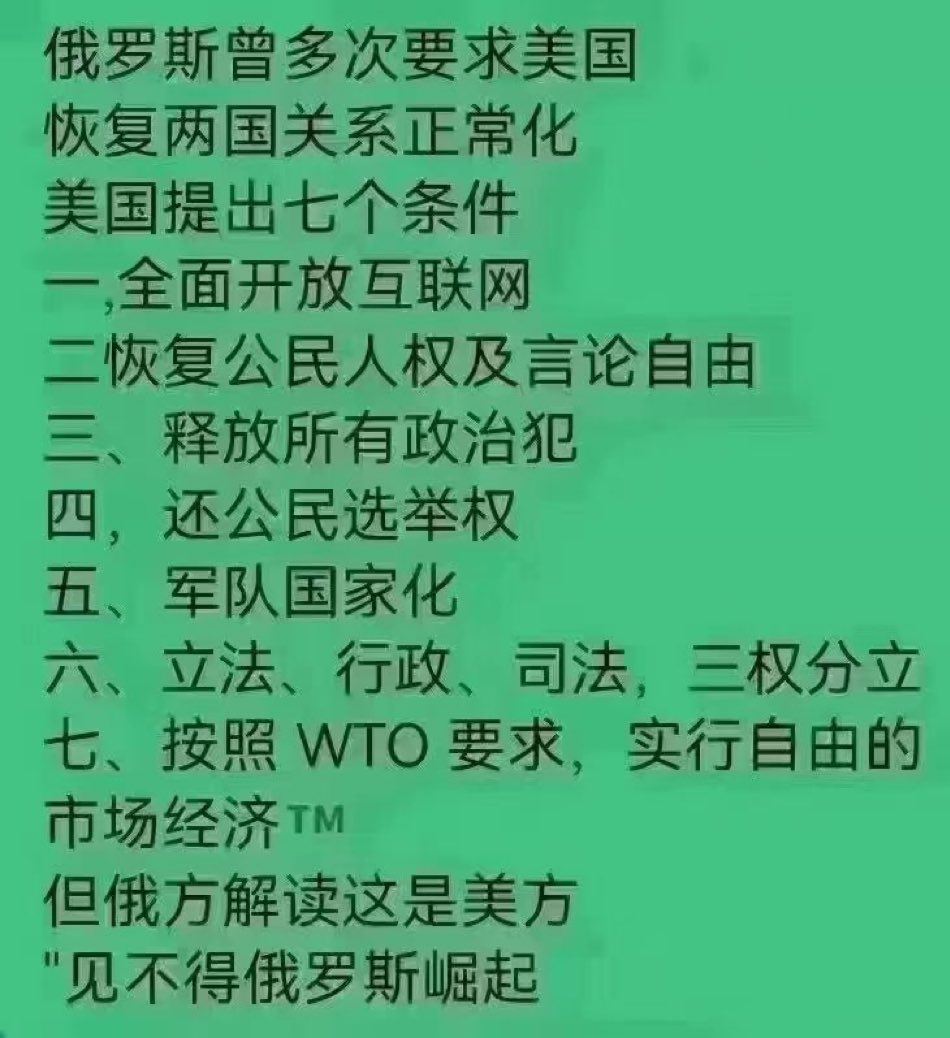 俄罗斯曾多次要求美国
恢复两国关系正常化
美国提出七个条件
一,全面开放互联网
二恢复公民人权及言论自由
三、释放所有政治犯
四，还公民选举权
五、军队国家化
六、立法、行政、司法，三权分立
七、按照 WTO 要求，实行自由的
市场经济™
但俄方解读这是美方
"见不得俄罗斯崛起